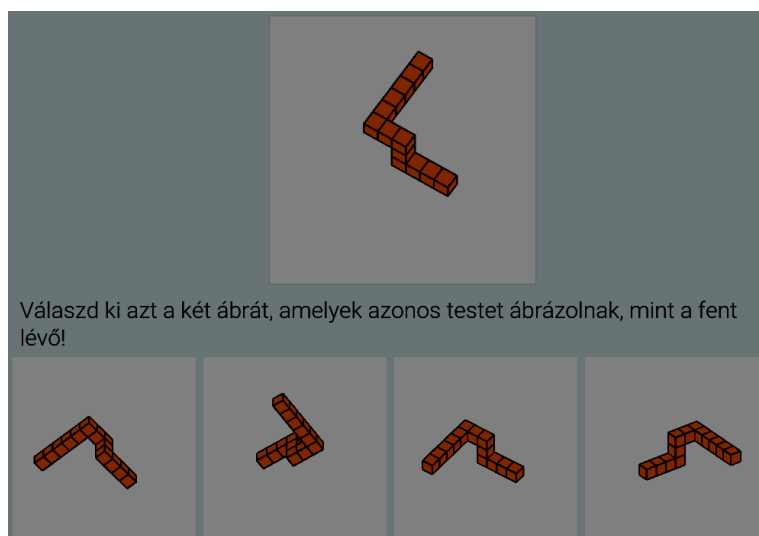 Válaszd ki azt a két ábrát, amelyek azonos testet ábrázolnak, mint a fent
lévő!